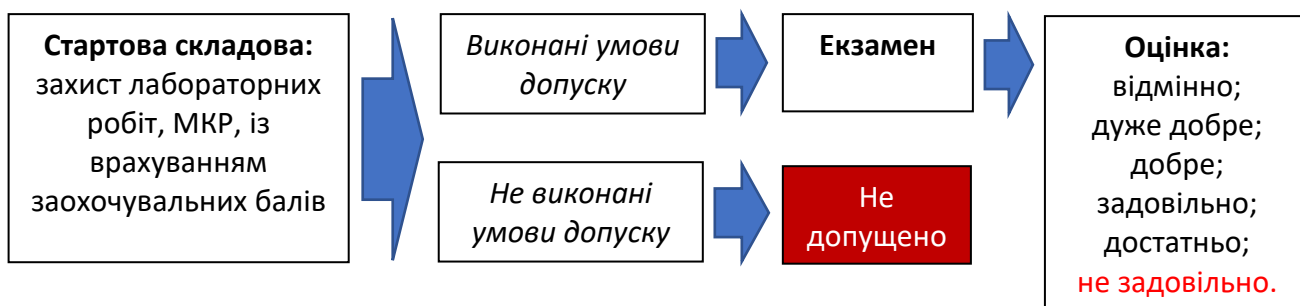 Стартова складова:
захист лабораторних
робіт, МКР, із
врахуванням
заохочувальних балів
Виконані умови
допуску
Екзамен
Не виконані
умови допуску
Не
допущено
Оцінка:
відмінно;
дуже добре;
добре;
задовільно;
достатньо;
не задовільно.